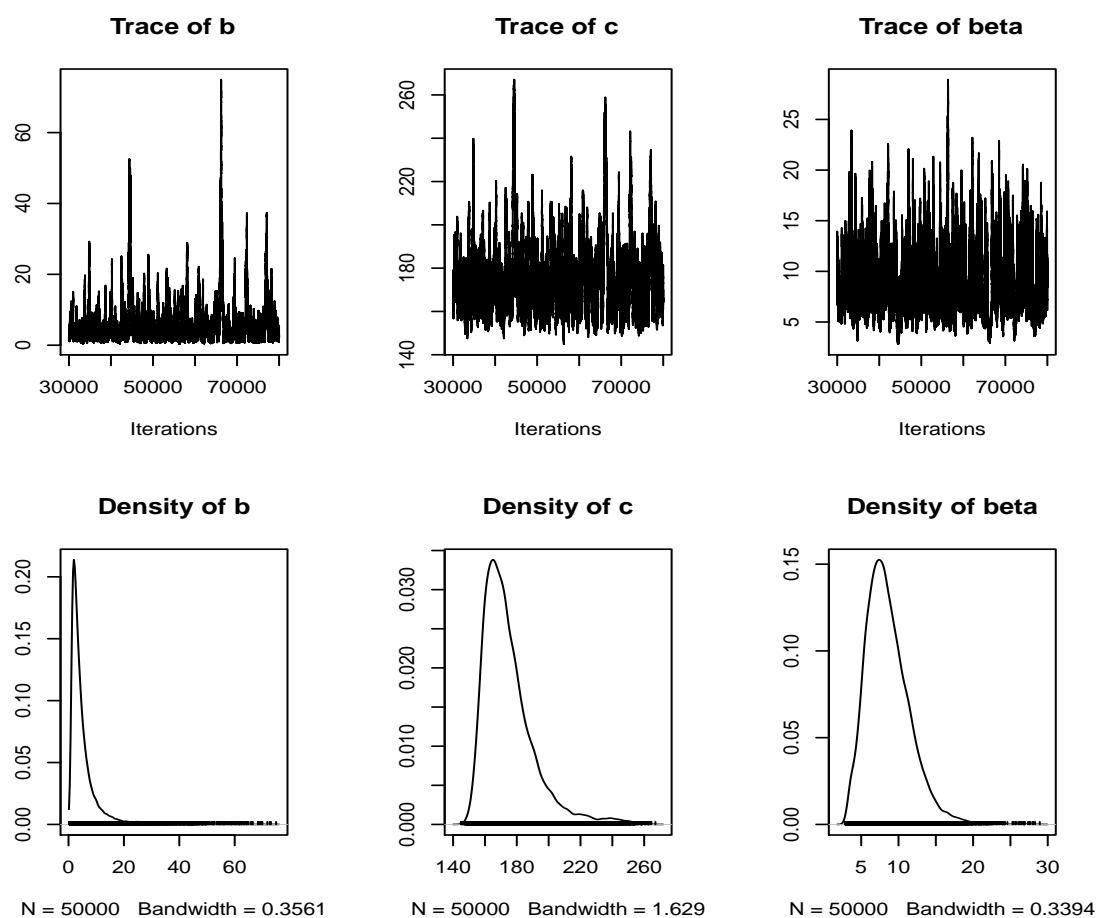 Trace of b
Trace of c
Trace of beta
0 20 40 60
140 180 220 260
5 10 15 20 25
30000 50000 70000
30000 50000 70000
30000 50000 70000
Iterations
Iterations
Iterations
Density of b
Density of c
Density of beta
0.00 0.05 0.10 0.15 0.20
0.000 0.010 0.020 0.030
0.00 0.05 0.10 0.15
0 20 40 60
140 180 220 260
5 10 20 30
N = 50000 Bandwidth = 0.3561
N = 50000 Bandwidth = 1.629
N = 50000 Bandwidth = 0.3394